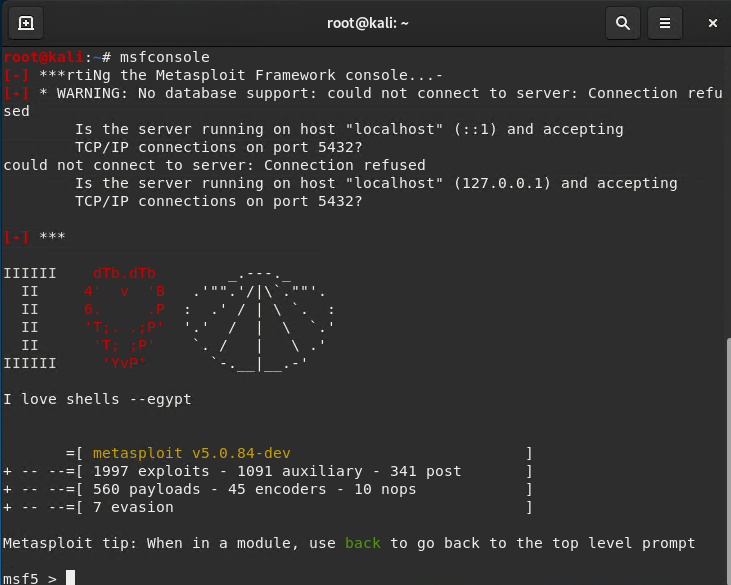 root@kali: ~
root@kali:~# msfconsole
[-] ***rtiNg the Metasploit Framework console...-
[-] * WARNING: No database support: could not connect to server: Connection refu
sed
        Is the server running on host "localhost" (::1) and accepting
        TCP/IP connections on port 5432?
could not connect to server: Connection refused
        Is the server running on host "localhost" (127.0.0.1) and accepting
        TCP/IP connections on port 5432?
[-] ***
IIIIII    dTb.dTb        _.---._
  II     4'  v  'B   .'"".'/|\`.""'.
  II     6.     .P  :  .' / | \ `.  :
  II     'T;. .;P'  '.'  /  |  \  `.'
  II      'T; ;P'    `. /   |   \ .'
IIIIII     'YvP'       `-.__|__.-'
I love shells --egypt
       =[ metasploit v5.0.84-dev                          ]
+ -- --=[ 1997 exploits - 1091 auxiliary - 341 post       ]
+ -- --=[ 560 payloads - 45 encoders - 10 nops            ]
+ -- --=[ 7 evasion                                       ]
Metasploit tip: When in a module, use back to go back to the top level prompt
msf5 >